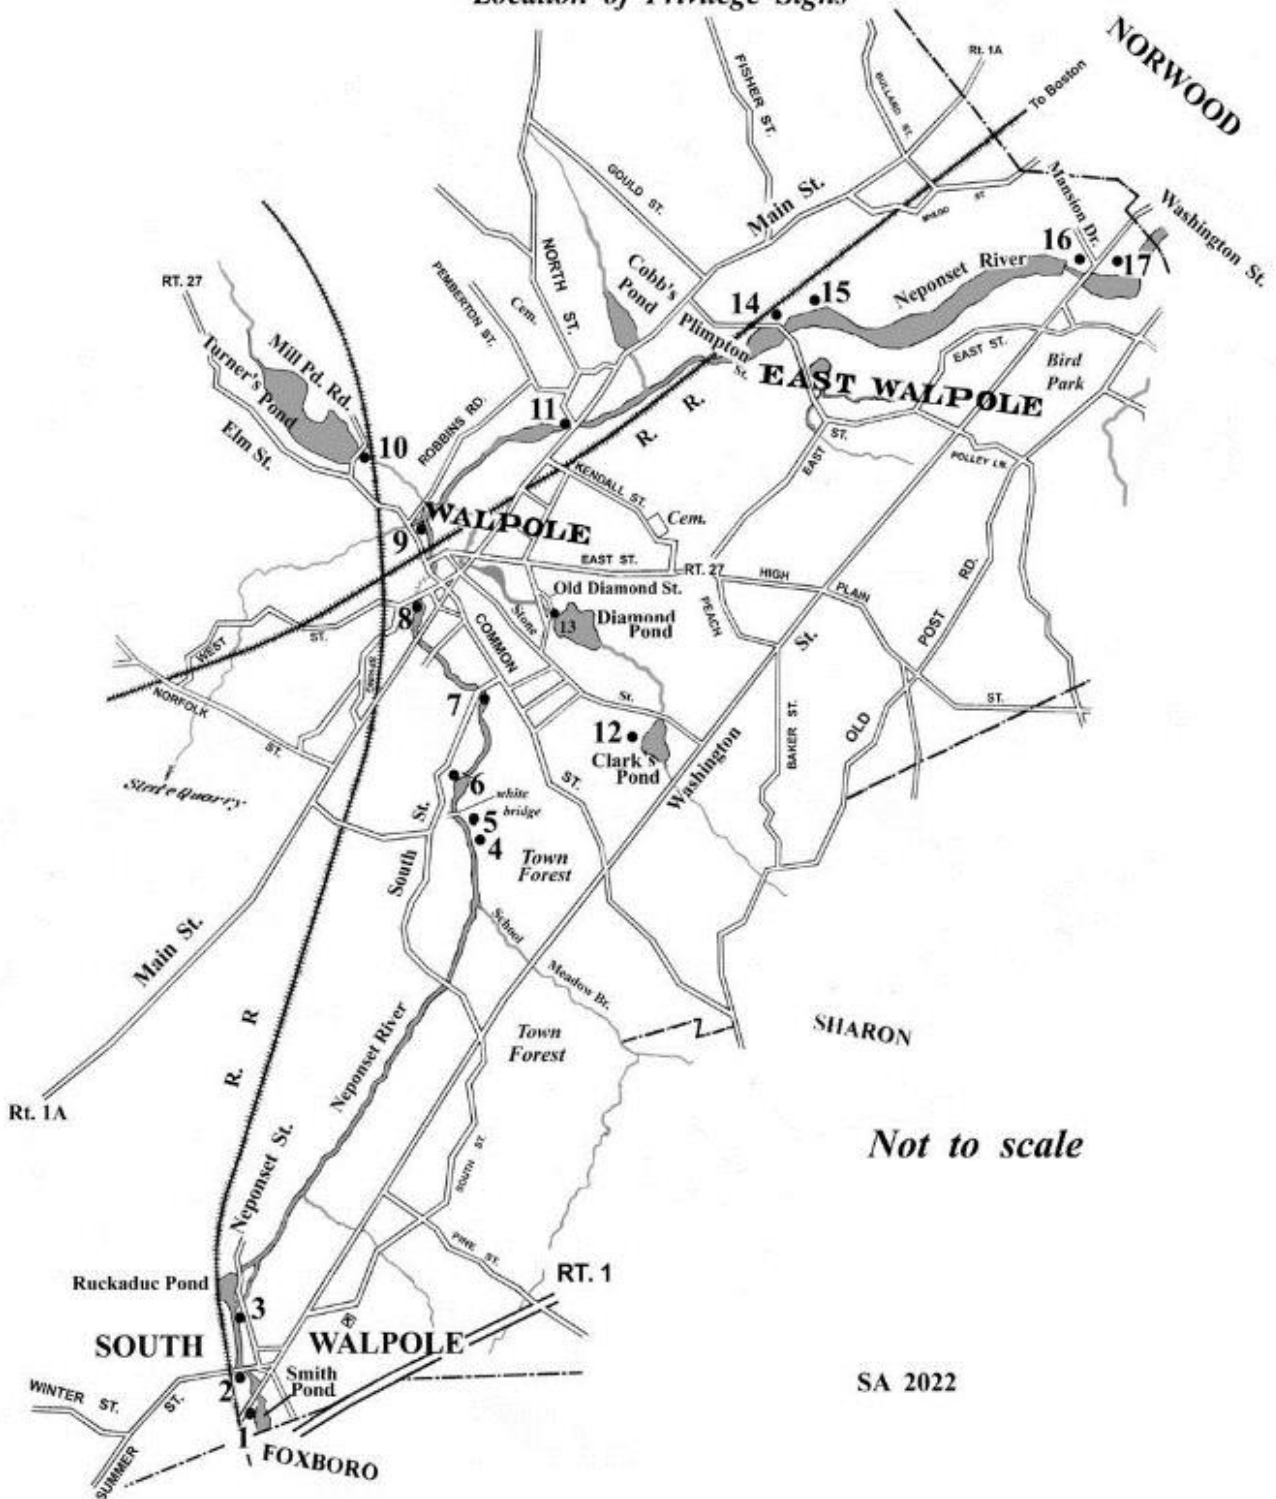 Location of Privilege Signs
NORWOOD
Rt. 1A
To Boston
FISHER ST.
BULLARD ST.
GOULD ST.
Main St.
ST
Mansion Dr.
Washington St.
16
17
Neponset River
RT. 27
PEMBERTON ST.
Cem.
NORTH ST.
Cobb's
Pond
14
15
Plimpton
St.
EAST WALPOLE
EAST ST.
Bird
Park
Mill Pd. Rd.
Turner's
Pond
Elm St.
10
ROBBINS RD.
11
R. R.
EAST ST.
POLLEY LN.
KENDALL ST.
Cem.
WALPOLE
9
EAST ST.
RT. 27
HIGH PLAIN ST.
OLD POST RD.
Old Diamond St.
Diamond
Pond
13
PEACH
8
Stone St.
COMMON ST.
WEST ST.
SPRING
NORFOLK ST.
7
12
Clark's
Pond
Washington St.
BAKER ST.
State Quarry
6
white
bridge
5
4
South St.
Town
Forest
School Meadow Br.
Main St.
Rt. 1A
R. R
Neponset River
Town
Forest
SHARON
Not to scale
Neponset St.
SOUTH ST.
PINE ST.
RT. 1
Ruckaduc Pond
3
SOUTH WALPOLE
2
Smith
Pond
WINTER ST.
SUMMER ST.
1
FOXBORO
SA 2022